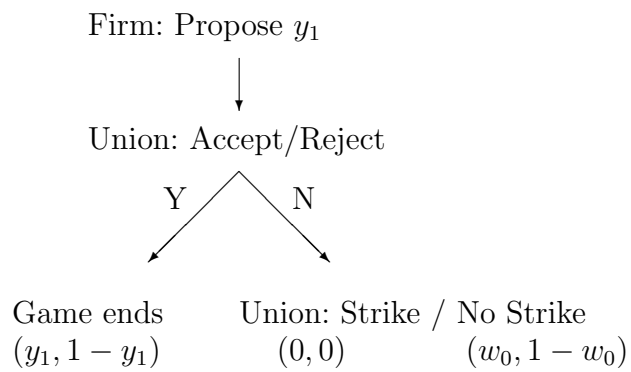 Firm: Propose y₁
Union: Accept/Reject
Y N
Game ends Union: Strike / No Strike
(y₁, 1 − y₁) (0, 0) (w₀, 1 − w₀)